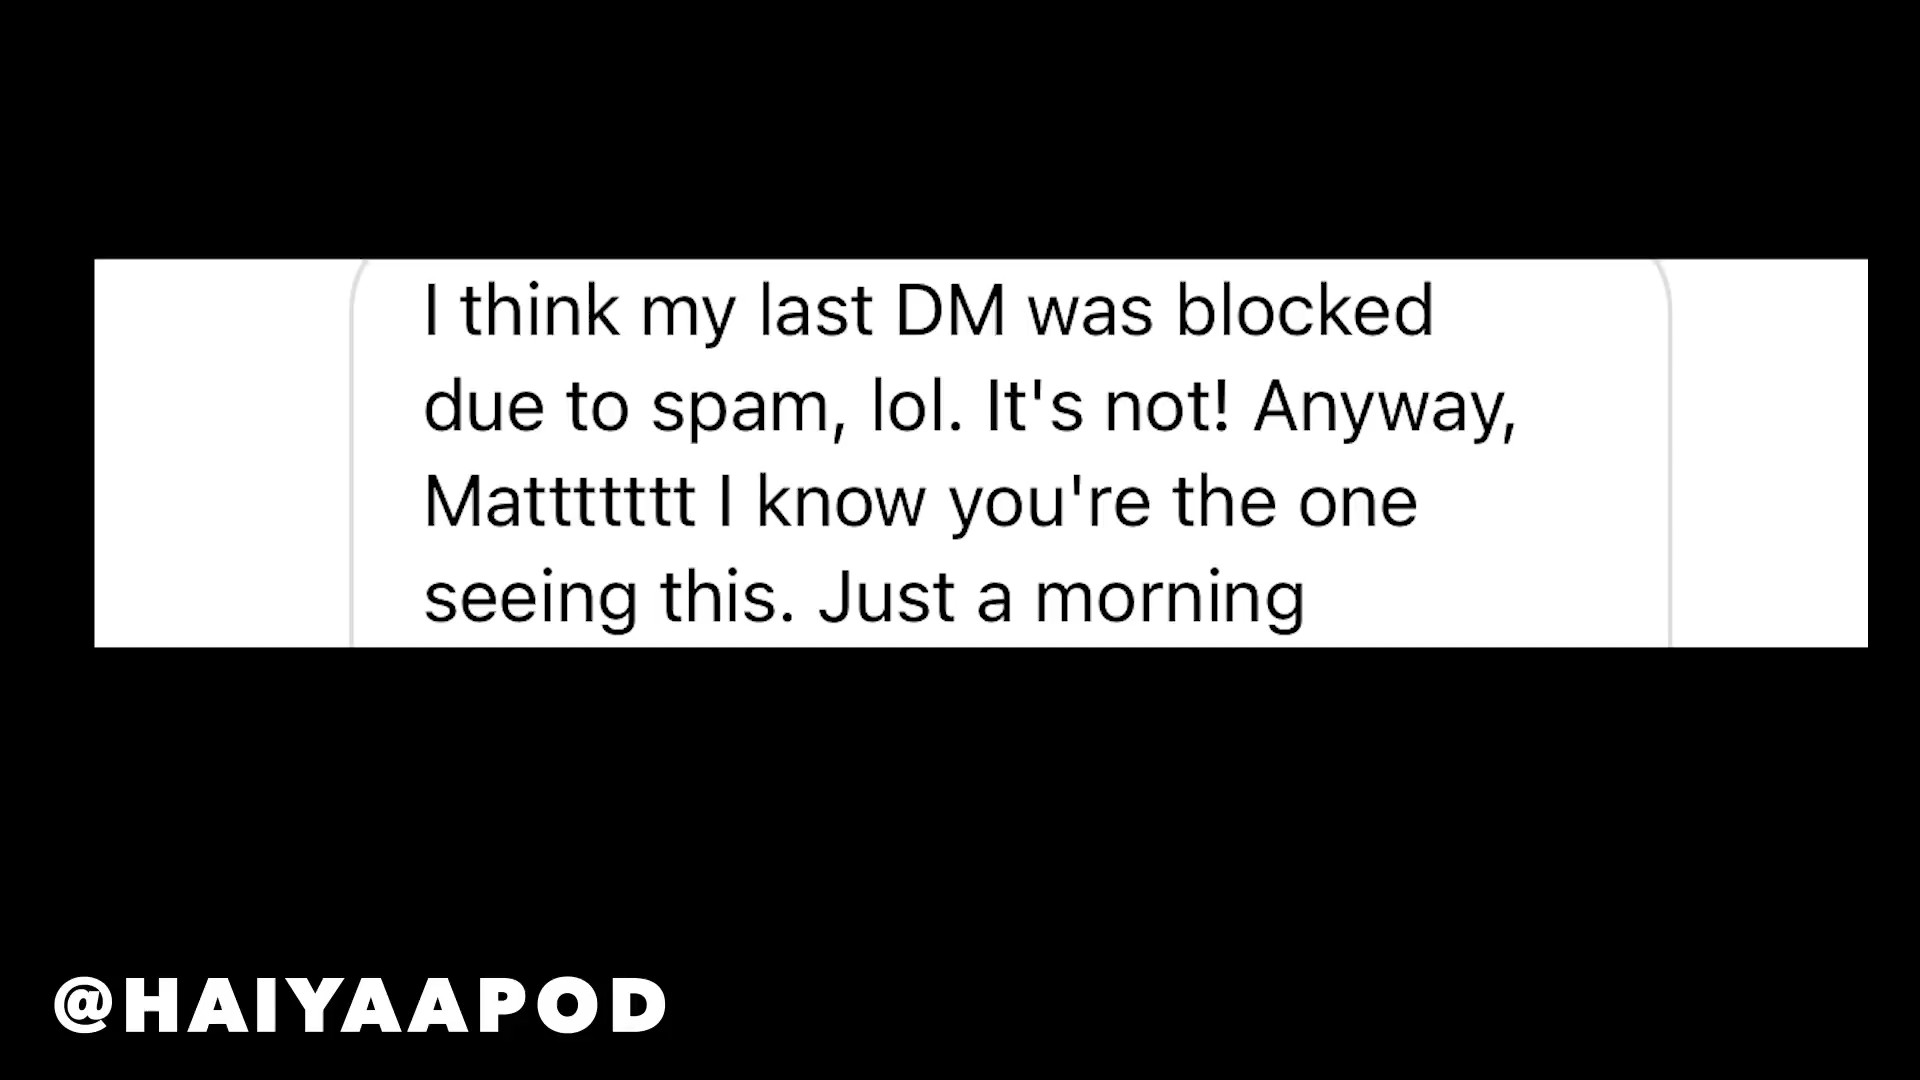 I think my last DM was blocked
due to spam, lol. It's not! Anyway,
Matttttttt I know you're the one
seeing this. Just a morning
@HAIYAAPOD